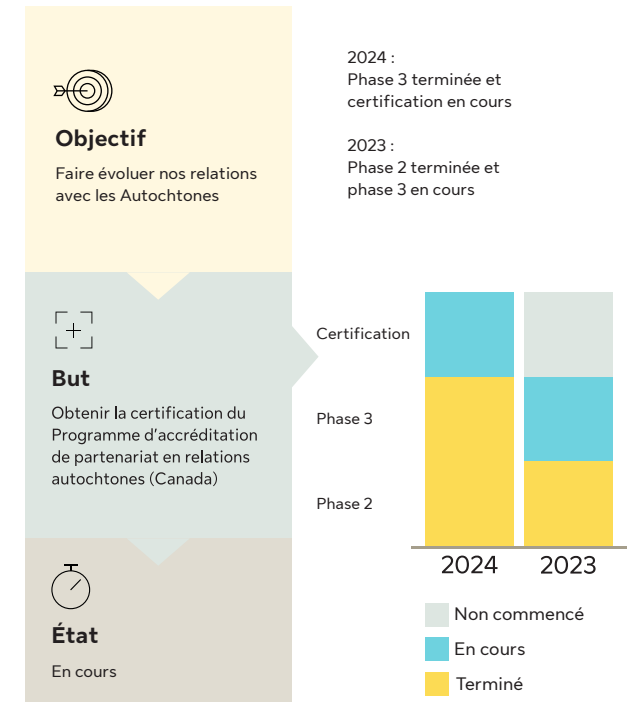 Objectif
Faire évoluer nos relations
avec les Autochtones
But
Obtenir la certification du
Programme d'accréditation
de partenariat en relations
autochtones (Canada)
État
En cours
2024 :
Phase 3 terminée et
certification en cours
2023 :
Phase 2 terminée et
phase 3 en cours
Certification
Phase 3
Phase 2
2024 2023
Non commencé
En cours
Terminé